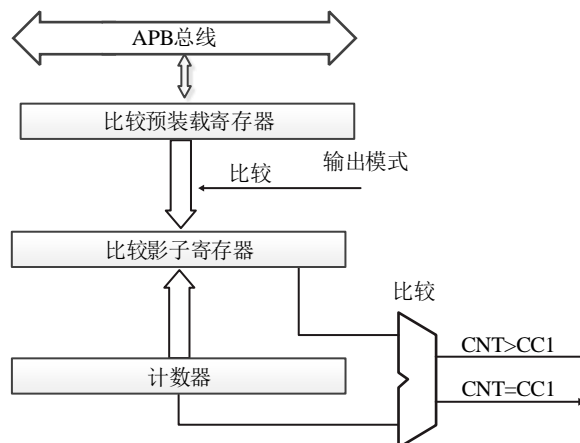 APB总线
比较预装载寄存器
输出模式
比较
比较影子寄存器
比较
CNT>CC1
计数器
CNT=CC1